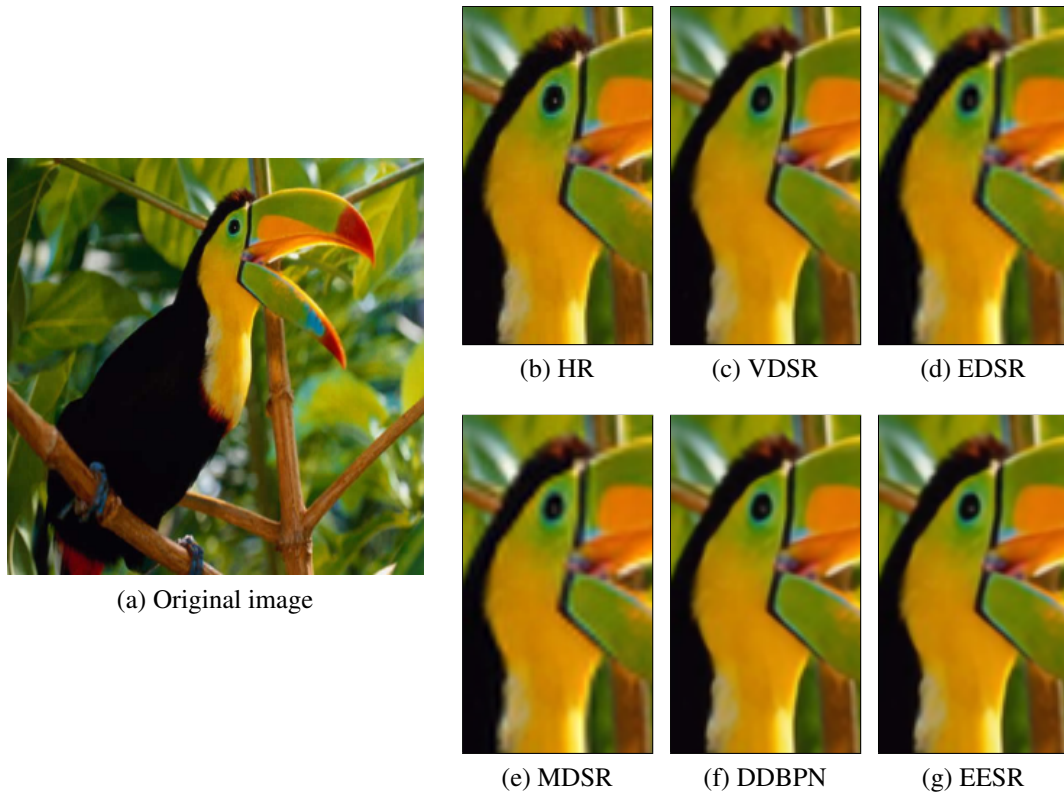 (a) Original image
(b) HR
(c) VDSR
(d) EDSR
(e) MDSR
(f) DDBPN
(g) EESR